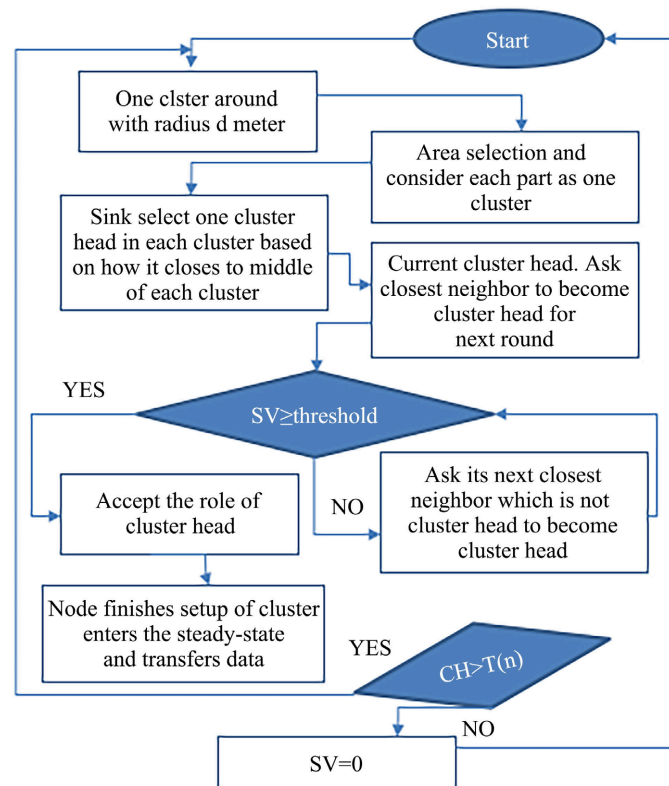 Start
One clster around
with radius d meter
Area selection and
consider each part as one
cluster
Sink select one cluster
head in each cluster based
on how it closes to middle
of each cluster
Current cluster head. Ask
closest neighbor to become
cluster head for
next round
YES
SV≥threshold
Accept the role of
cluster head
NO
Ask its next closest
neighbor which is not
cluster head to become
cluster head
Node finishes setup of cluster
enters the steady-state
and transfers data
YES
CH>T(n)
NO
SV=0